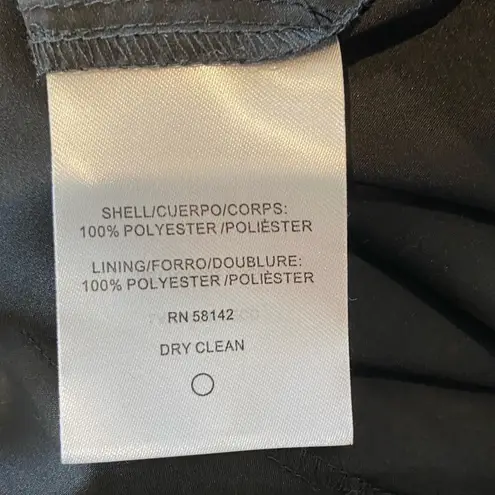 SHELL/CUERPO/CORPS:
100% POLYESTER /POLIÈSTER
LINING/FORRO/DOUBLURE:
100% POLYESTER /POLIÈSTER
RN 58142
DRY CLEAN